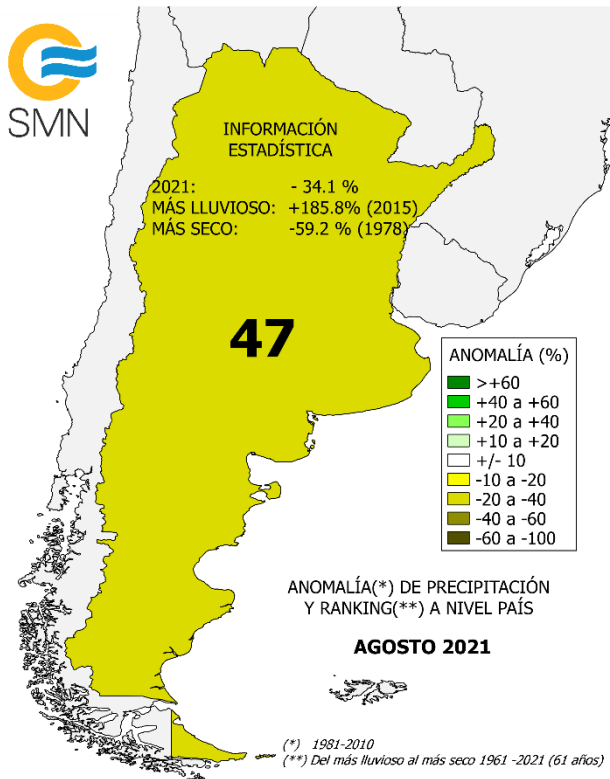 SMN
INFORMACIÓN
ESTADÍSTICA
2021: - 34.1 %
MÁS LLUVIOSO: +185.8% (2015)
MÁS SECO: -59.2 % (1978)
47
ANOMALÍA (%)
>+60
+40 a +60
+20 a +40
+10 a +20
+/- 10
-10 a -20
-20 a -40
-40 a -60
-60 a -100
ANOMALÍA(*) DE PRECIPITACIÓN
Y RANKING(**) A NIVEL PAÍS
AGOSTO 2021
(*) 1981-2010
(**) Del más lluvioso al más seco 1961 -2021 (61 años)